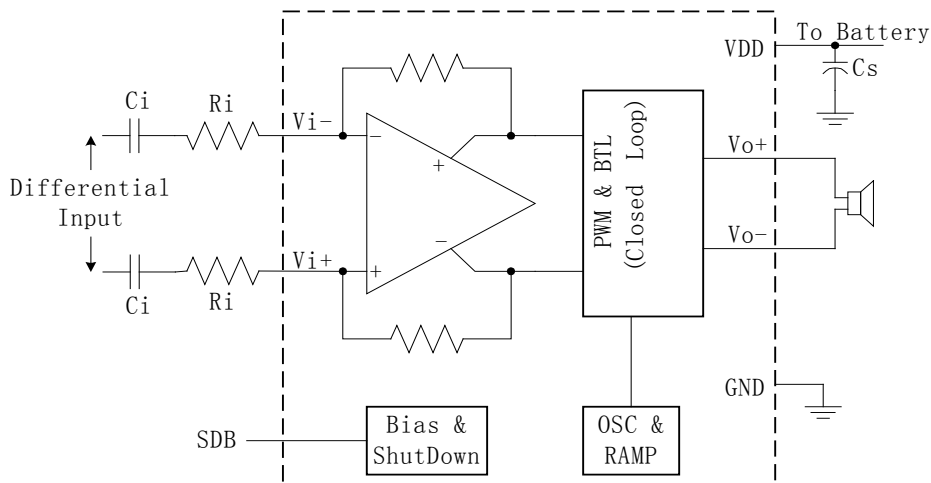 To Battery
VDD
Cs
Ci
Ri
Vi-
−
+
PWM & BTL
(Closed Loop)
Vo+
Differential
Input
Vo-
−
Vi+
+
Ci
Ri
GND
SDB
Bias &
ShutDown
OSC &
RAMP